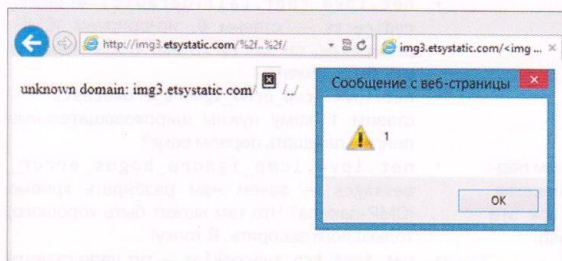 http://img3.etsystatic.com/%2f..%2f/
img3.etsystatic.com/<img ...
unknown domain: img3.etsystatic.com/ /../
Сообщение с веб-страницы
1
OK